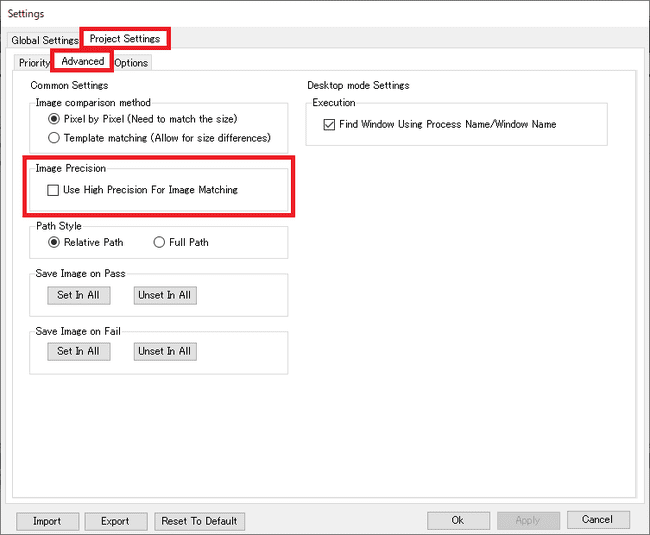 Settings
Global Settings Project Settings
Priority Advanced Options
Common Settings
Image comparison method
Pixel by Pixel (Need to match the size)
Template matching (Allow for size differences)
Image Precision
Use High Precision For Image Matching
Path Style
Relative Path Full Path
Save Image on Pass
Set In All Unset In All
Save Image on Fail
Set In All Unset In All
Desktop mode Settings
Execution
Find Window Using Process Name/Window Name
Import Export Reset To Default Ok Apply Cancel